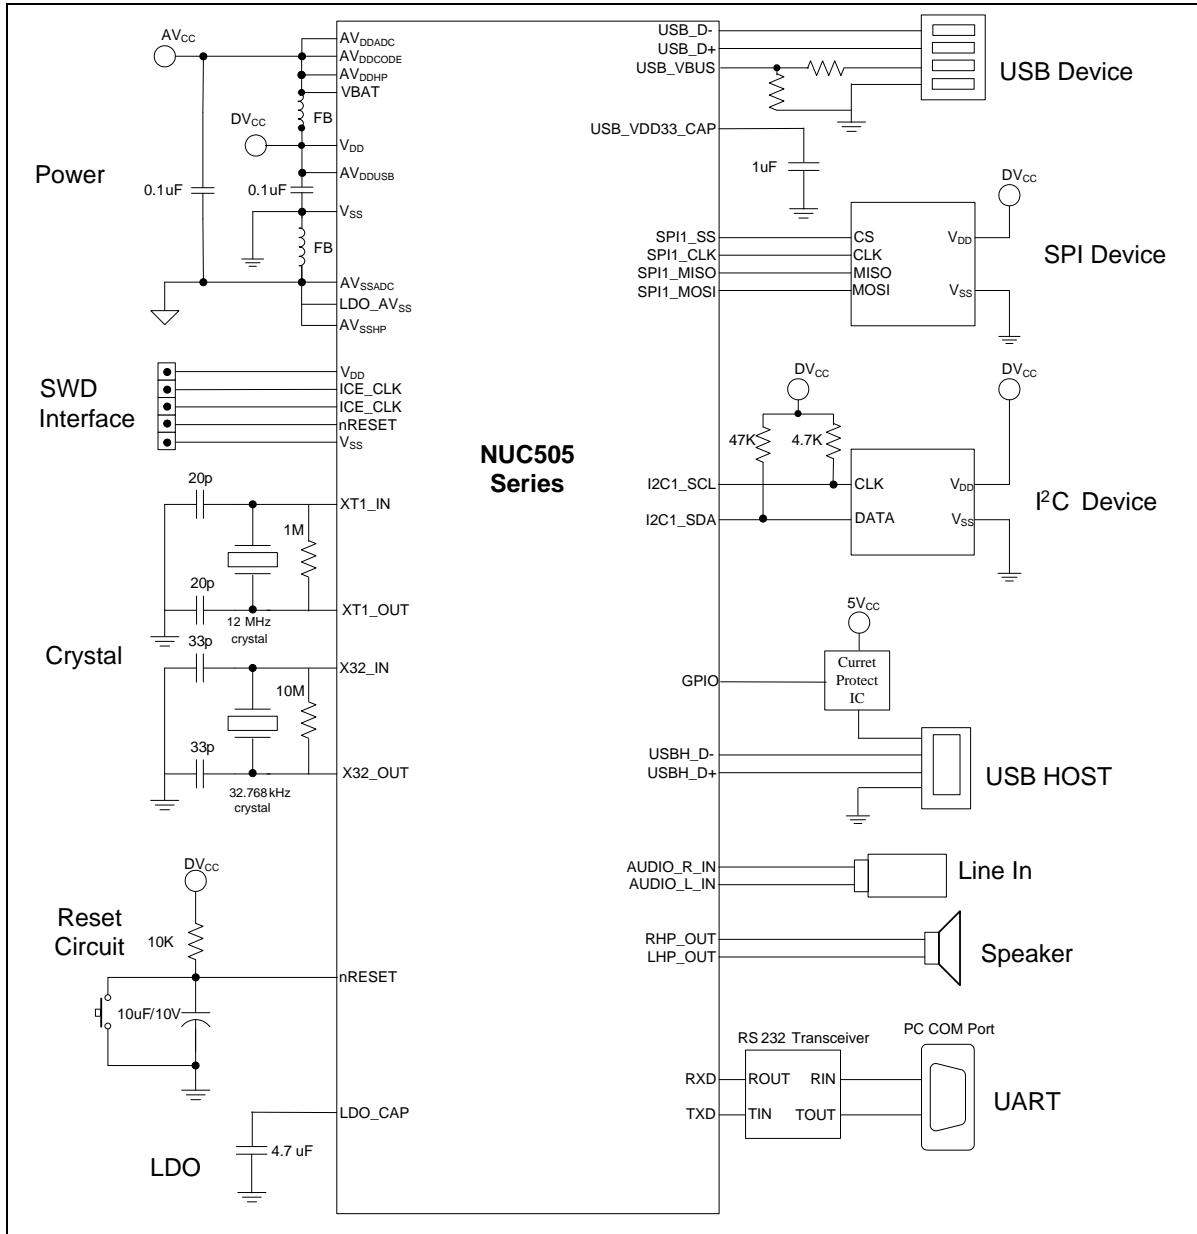 AVCC
AVDDADC
AVDDCODE
AVDDHP
VBAT
FB
DVCC
VDD
AVDDUSB
Power
0.1uF
0.1uF
VSS
FB
AVSSADC
LDO_AVSS
AVSSHP
SWD
Interface
VDD
ICE_CLK
ICE_CLK
nRESET
VSS
20p
XT1_IN
1M
20p
XT1_OUT
12 MHz
crystal
Crystal
33p
X32_IN
10M
33p
X32_OUT
32.768kHz
crystal
DVCC
Reset
Circuit
10K
nRESET
10uF/10V
LDO_CAP
4.7 uF
LDO
NUC505
Series
USB_D-
USB_D+
USB_VBUS
USB Device
USB_VDD33_CAP
1uF
DVCC
SPI1_SS
SPI1_CLK
SPI1_MISO
SPI1_MOSI
CS
CLK
MISO
MOSI
VDD
VSS
SPI Device
DVCC
DVCC
47K
4.7K
I2C1_SCL
I2C1_SDA
CLK
DATA
VDD
VSS
I2C Device
5VCC
GPIO
Curret
Protect
IC
USBH_D-
USBH_D+
USB HOST
AUDIO_R_IN
AUDIO_L_IN
Line In
RHP_OUT
LHP_OUT
Speaker
RS232 Transceiver
PC COM Port
RXD
TXD
ROUT
RIN
TIN
TOUT
UART